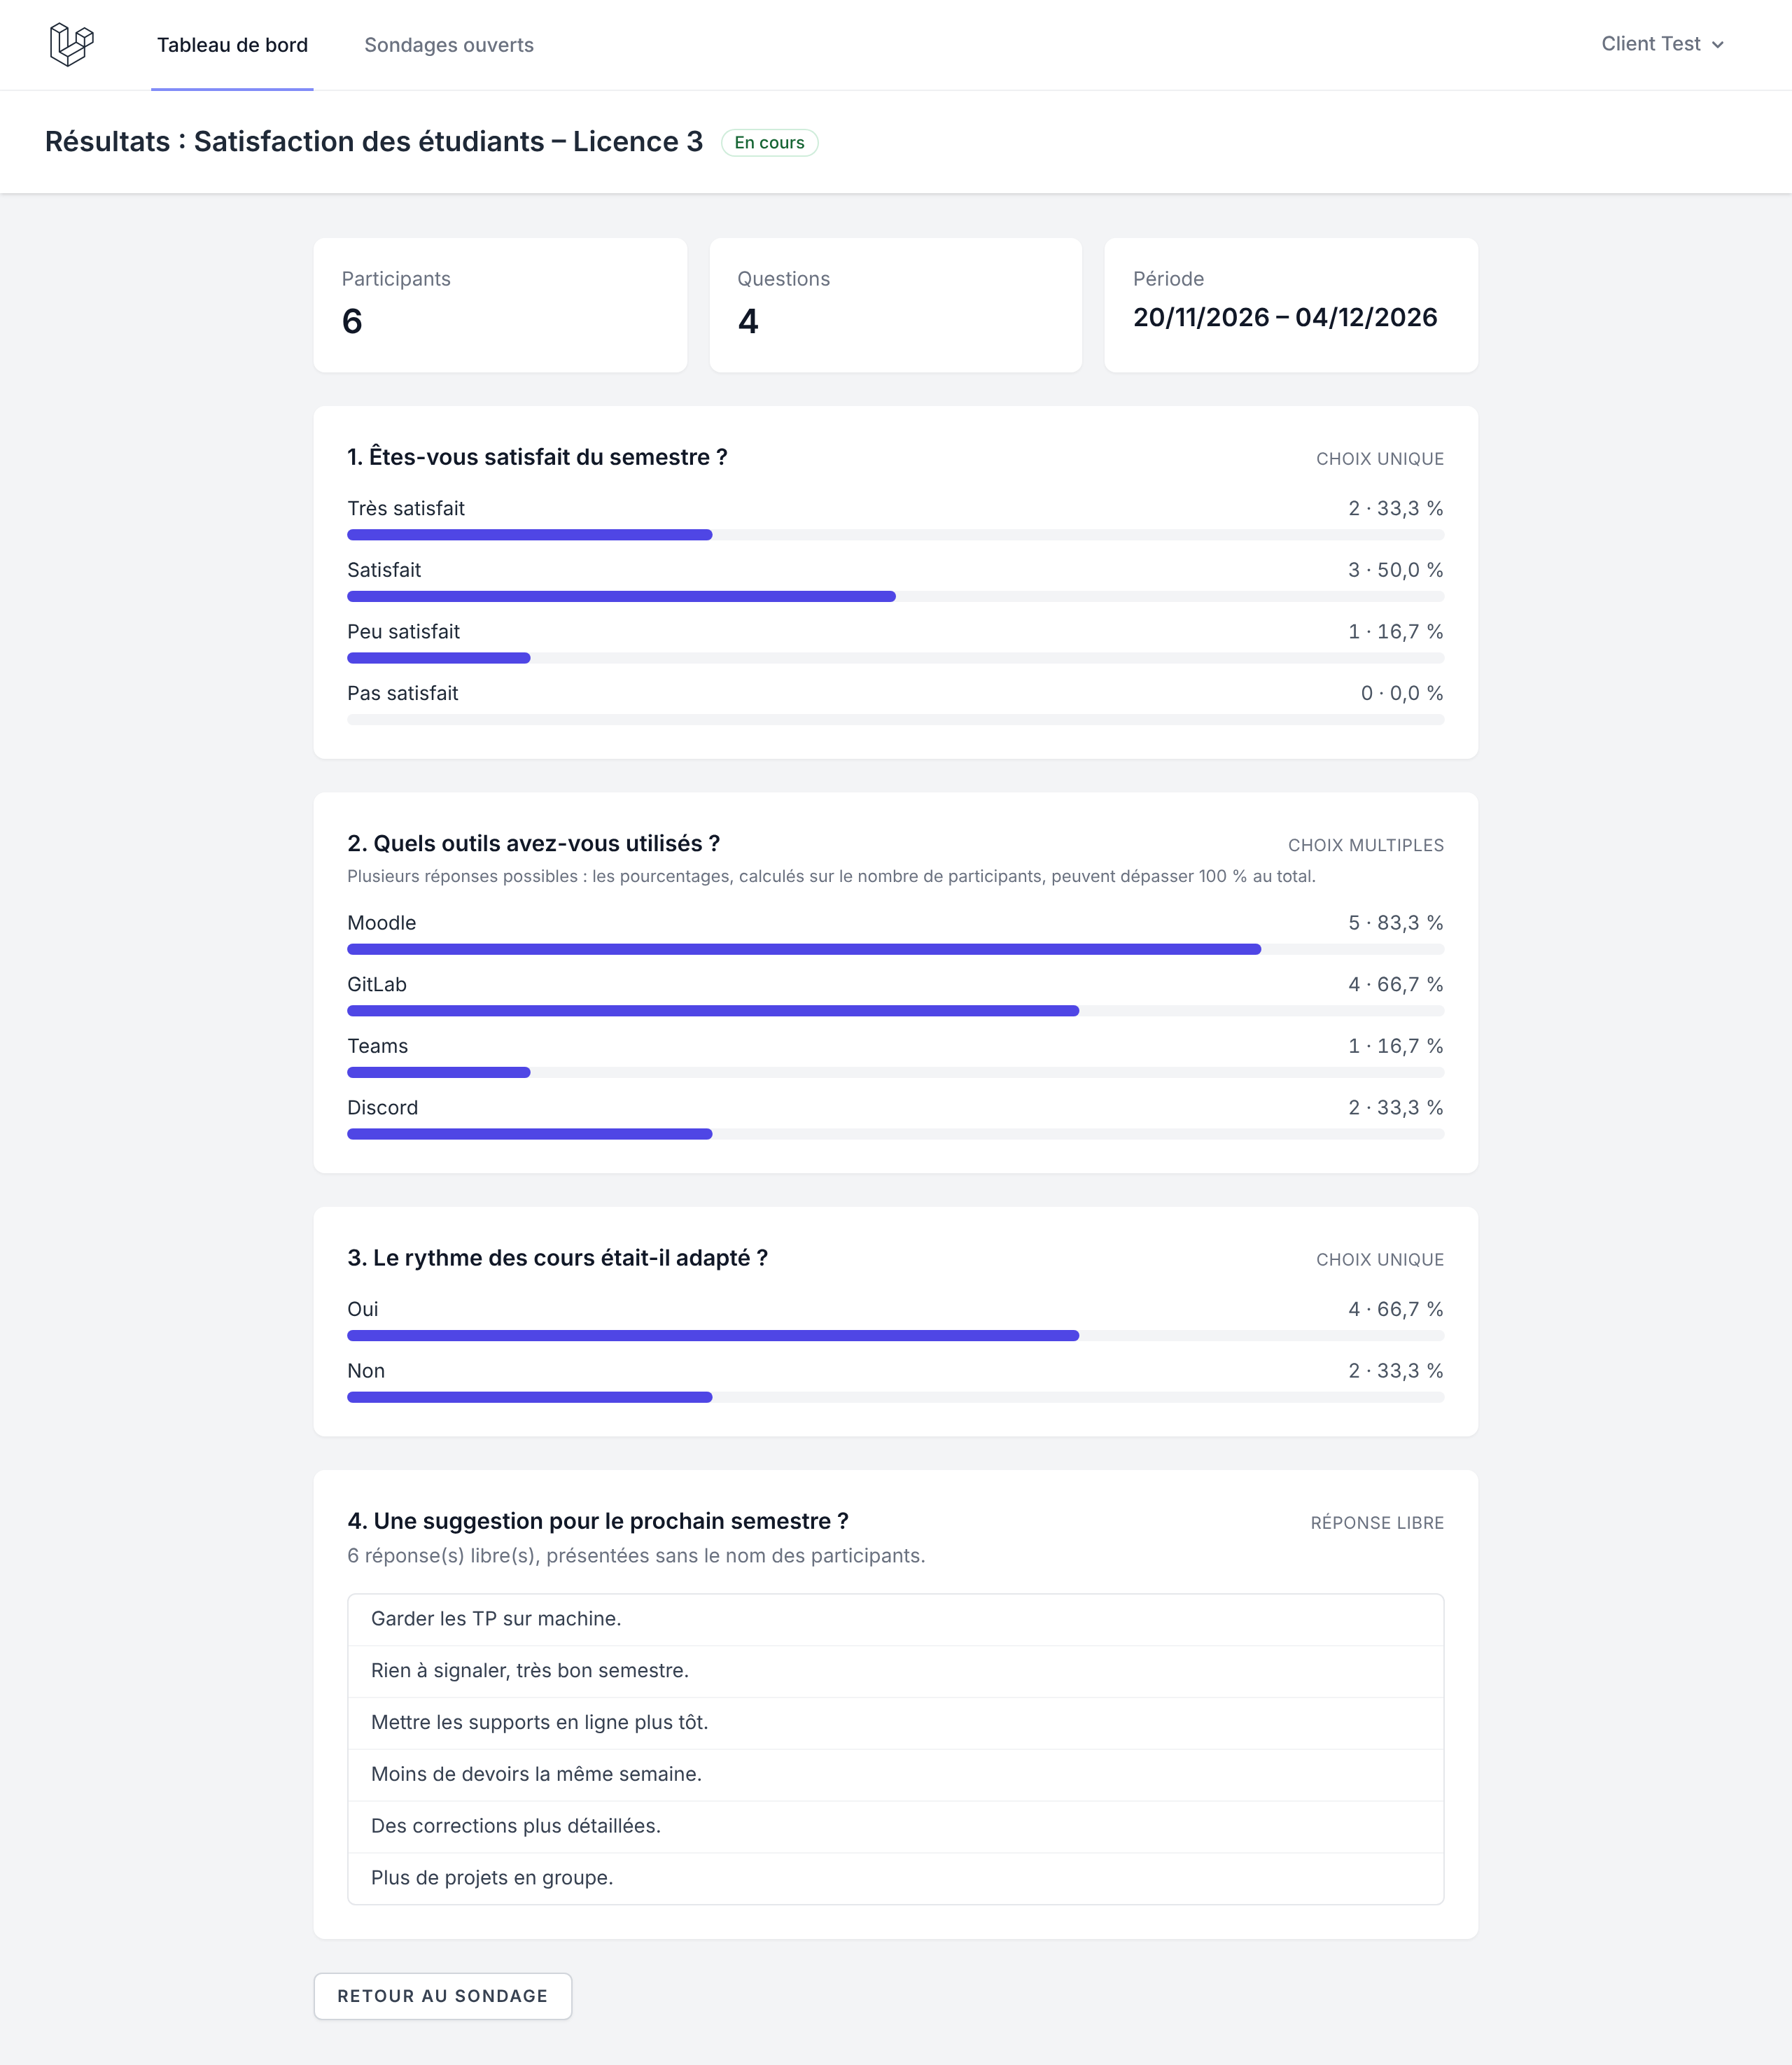 Tableau de bord
Sondages ouverts
Client Test
Résultats : Satisfaction des étudiants – Licence 3
En cours
Participants
6
Questions
4
Période
20/11/2026 – 04/12/2026
1. Êtes-vous satisfait du semestre ?
CHOIX UNIQUE
Très satisfait
2 · 33,3 %
Satisfait
3 · 50,0 %
Peu satisfait
1 · 16,7 %
Pas satisfait
0 · 0,0 %
2. Quels outils avez-vous utilisés ?
CHOIX MULTIPLES
Plusieurs réponses possibles : les pourcentages, calculés sur le nombre de participants, peuvent dépasser 100 % au total.
Moodle
5 · 83,3 %
GitLab
4 · 66,7 %
Teams
1 · 16,7 %
Discord
2 · 33,3 %
3. Le rythme des cours était-il adapté ?
CHOIX UNIQUE
Oui
4 · 66,7 %
Non
2 · 33,3 %
4. Une suggestion pour le prochain semestre ?
RÉPONSE LIBRE
6 réponse(s) libre(s), présentées sans le nom des participants.
Garder les TP sur machine.
Rien à signaler, très bon semestre.
Mettre les supports en ligne plus tôt.
Moins de devoirs la même semaine.
Des corrections plus détaillées.
Plus de projets en groupe.
RETOUR AU SONDAGE